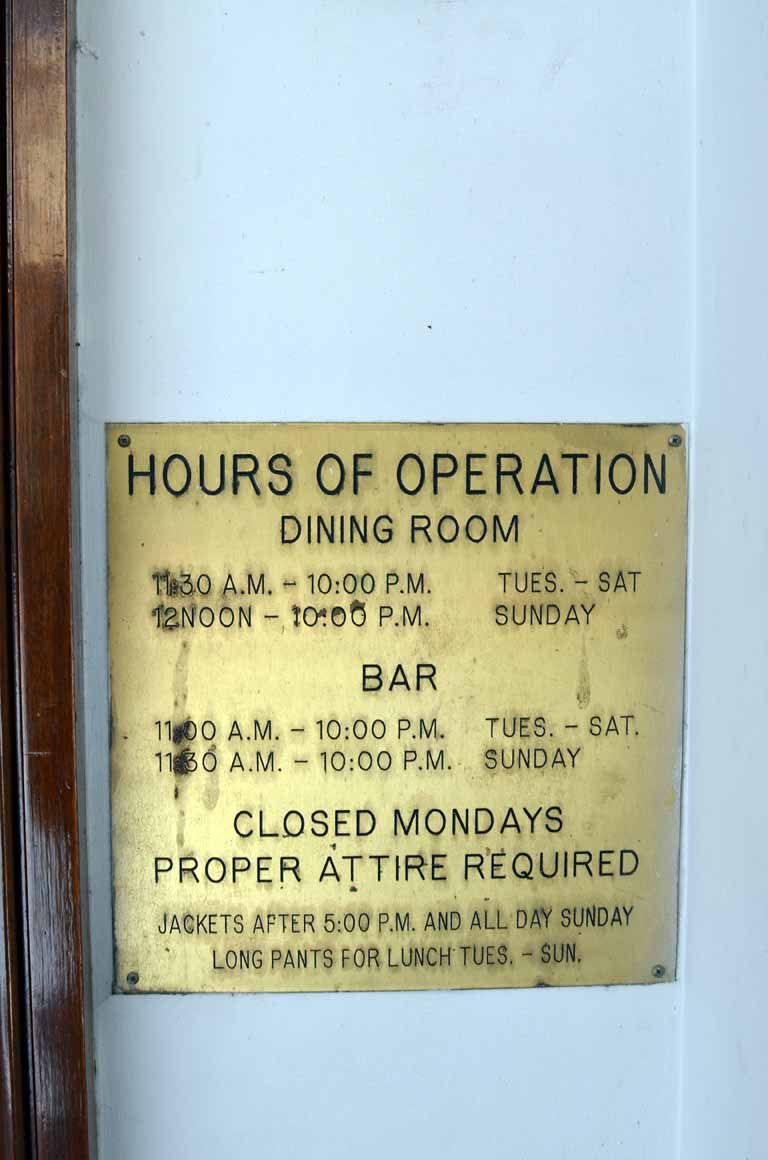 HOURS OF OPERATION
DINING ROOM
11:30 A.M. – 10:00 P.M. TUES. – SAT
12NOON – 10:00 P.M. SUNDAY
BAR
11:00 A.M. – 10:00 P.M. TUES. – SAT.
11:30 A.M. – 10:00 P.M. SUNDAY
CLOSED MONDAYS
PROPER ATTIRE REQUIRED
JACKETS AFTER 5:00 P.M. AND ALL DAY SUNDAY
LONG PANTS FOR LUNCH TUES. – SUN.